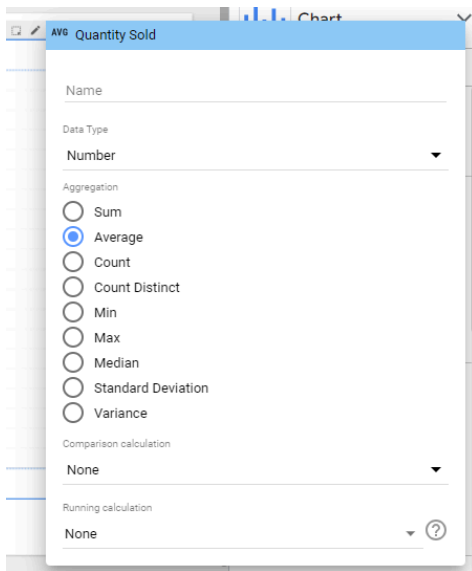 Chart
AVG Quantity Sold
Name
Data Type
Number
Aggregation
Sum
Average
Count
Count Distinct
Min
Max
Median
Standard Deviation
Variance
Comparison calculation
None
Running calculation
None
?